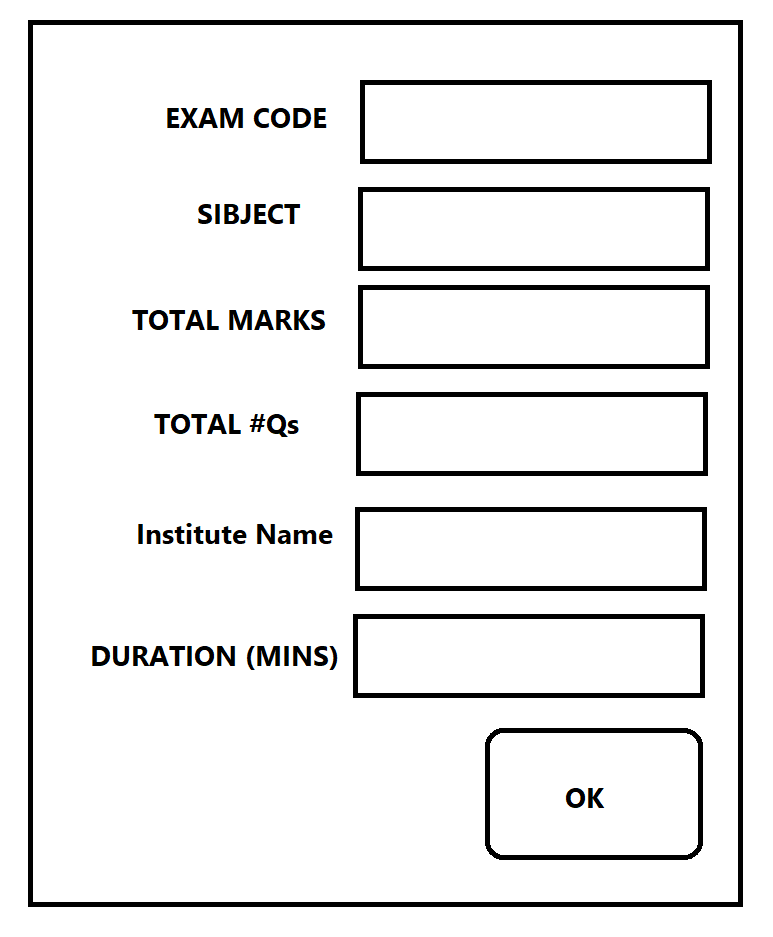 EXAM CODE
SIBJECT
TOTAL MARKS
TOTAL #Qs
Institute Name
DURATION (MINS)
OK